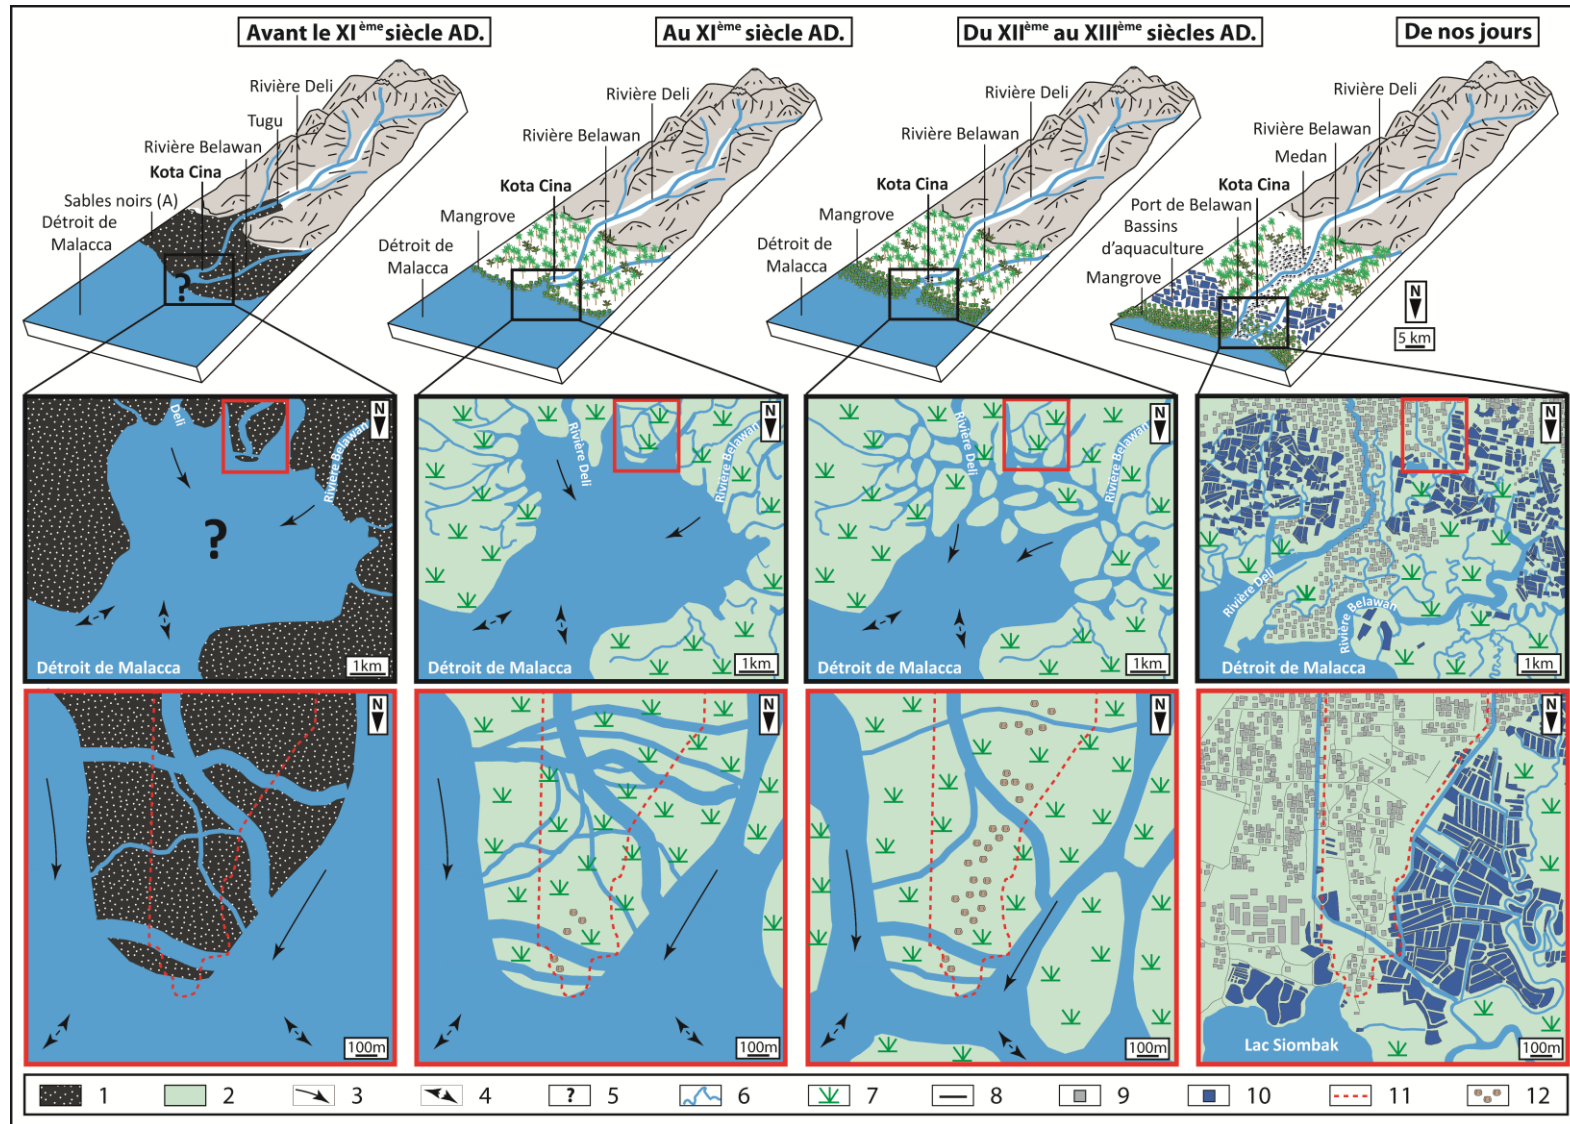 Avant le XIème siècle AD.
Au XIème siècle AD.
Du XIIème au XIIIème siècles AD.
De nos jours
Rivière Deli
Tugu
Rivière Belawan
Kota Cina
Sables noirs (A)
Détroit de
Malacca
?
Rivière Deli
Rivière Belawan
Kota Cina
Mangrove
Détroit de
Malacca
Rivière Deli
Rivière Belawan
Kota Cina
Mangrove
Détroit de
Malacca
Rivière Deli
Rivière Belawan
Medan
Kota Cina
Port de Belawan
Bassins
d'aquaculture
Mangrove
N
5 km
Deli
N
Rivière Belawan
?
Détroit de Malacca
1km
N
Rivière Deli
Rivière Belawan
Détroit de Malacca
1km
N
Rivière Deli
Rivière Belawan
Détroit de Malacca
1km
N
Rivière Deli
Rivière Belawan
Détroit de Malacca
1km
N
100m
N
100m
N
100m
N
Lac Siombak
100m
1
2
3
4
? 5
6
7
8
9
10
11
12